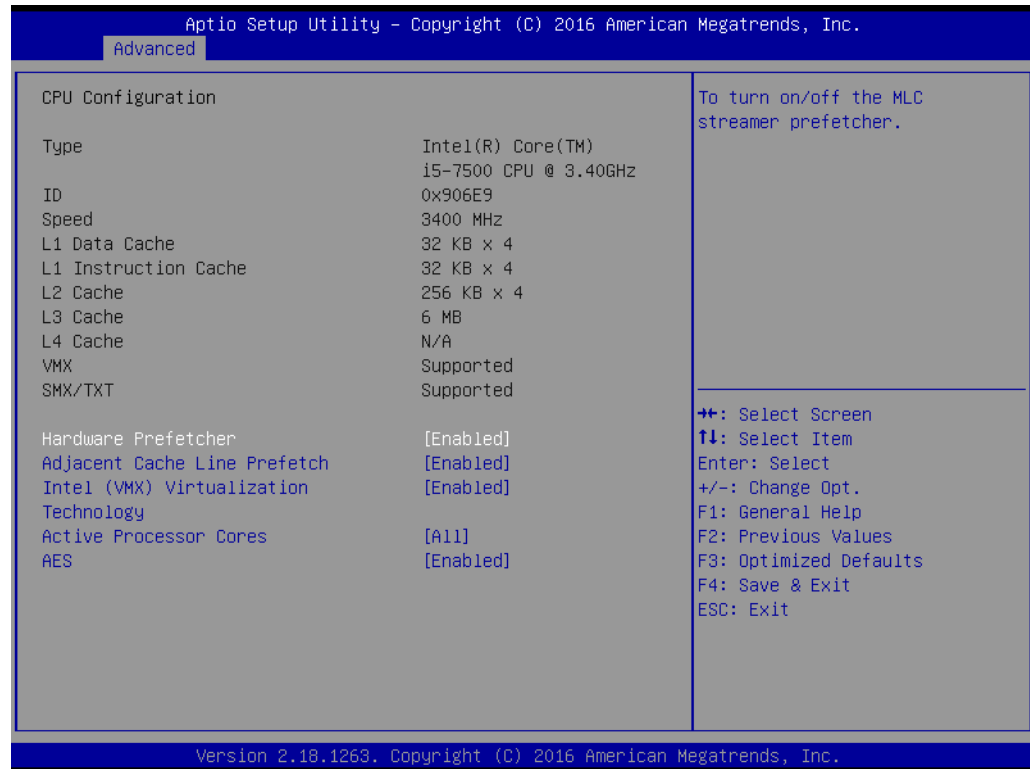 Aptio Setup Utility – Copyright (C) 2016 American Megatrends, Inc.
Advanced
CPU Configuration
Type Intel(R) Core(TM)
i5-7500 CPU @ 3.40GHz
ID 0x906E9
Speed 3400 MHz
L1 Data Cache 32 KB x 4
L1 Instruction Cache 32 KB x 4
L2 Cache 256 KB x 4
L3 Cache 6 MB
L4 Cache N/A
VMX Supported
SMX/TXT Supported
Hardware Prefetcher [Enabled]
Adjacent Cache Line Prefetch [Enabled]
Intel (VMX) Virtualization [Enabled]
Technology
Active Processor Cores [All]
AES [Enabled]
To turn on/off the MLC
streamer prefetcher.
→←: Select Screen
↑↓: Select Item
Enter: Select
+/-: Change Opt.
F1: General Help
F2: Previous Values
F3: Optimized Defaults
F4: Save & Exit
ESC: Exit
Version 2.18.1263. Copyright (C) 2016 American Megatrends, Inc.